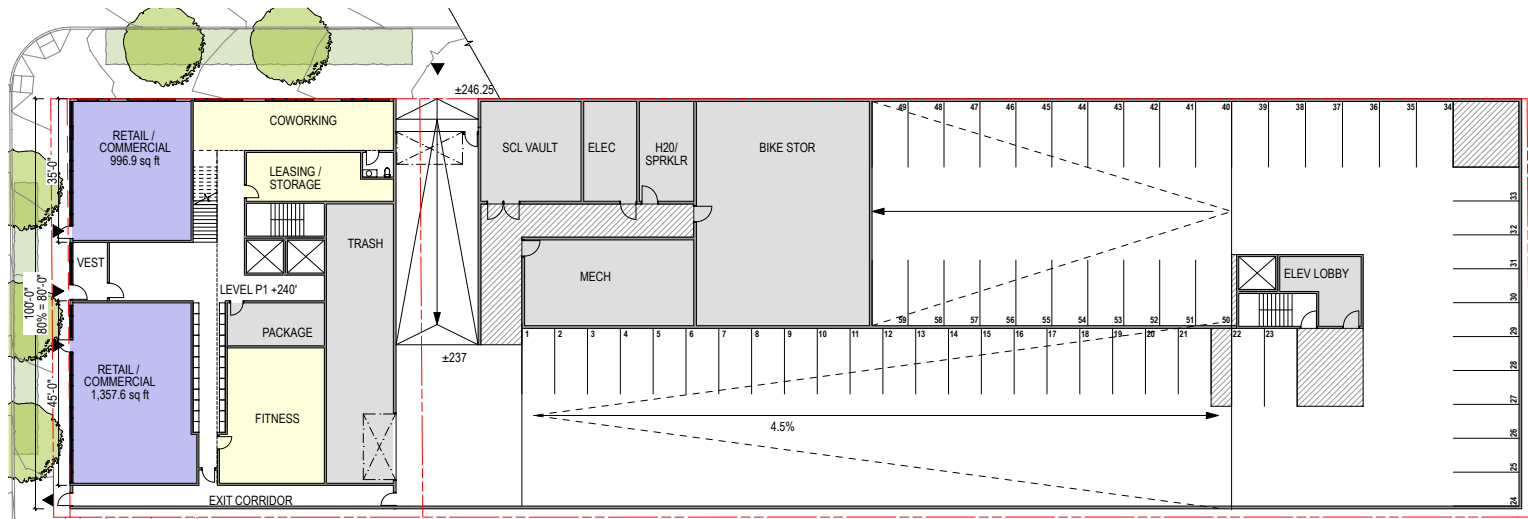 ±246.25
49 48 47 46 45 44 43 42 41 40 39 38 37 36 35 34
RETAIL /
COMMERCIAL
996.9 sq ft
COWORKING
SCL VAULT
ELEC
H20/
SPRKLR
BIKE STOR
LEASING /
STORAGE
35'-0"
33
32
31
30
29
28
27
26
25
24
TRASH
VEST
MECH
ELEV LOBBY
LEVEL P1 +240'
100'-0"
80% = 80'-0"
PACKAGE
59 58 57 56 55 54 53 52 51 50
1 2 3 4 5 6 7 8 9 10 11 12 13 14 15 16 17 18 19 20 21 22 23
±237
RETAIL /
COMMERCIAL
1,357.6 sq ft
45'-0"
FITNESS
4.5%
EXIT CORRIDOR